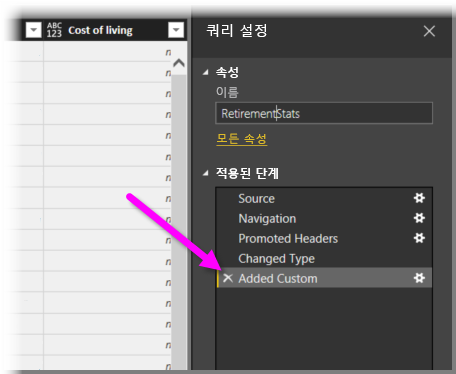 ABC
123 Cost of living
쿼리 설정
속성
이름
RetirementStats
모든 속성
적용된 단계
Source
Navigation
Promoted Headers
Changed Type
Added Custom